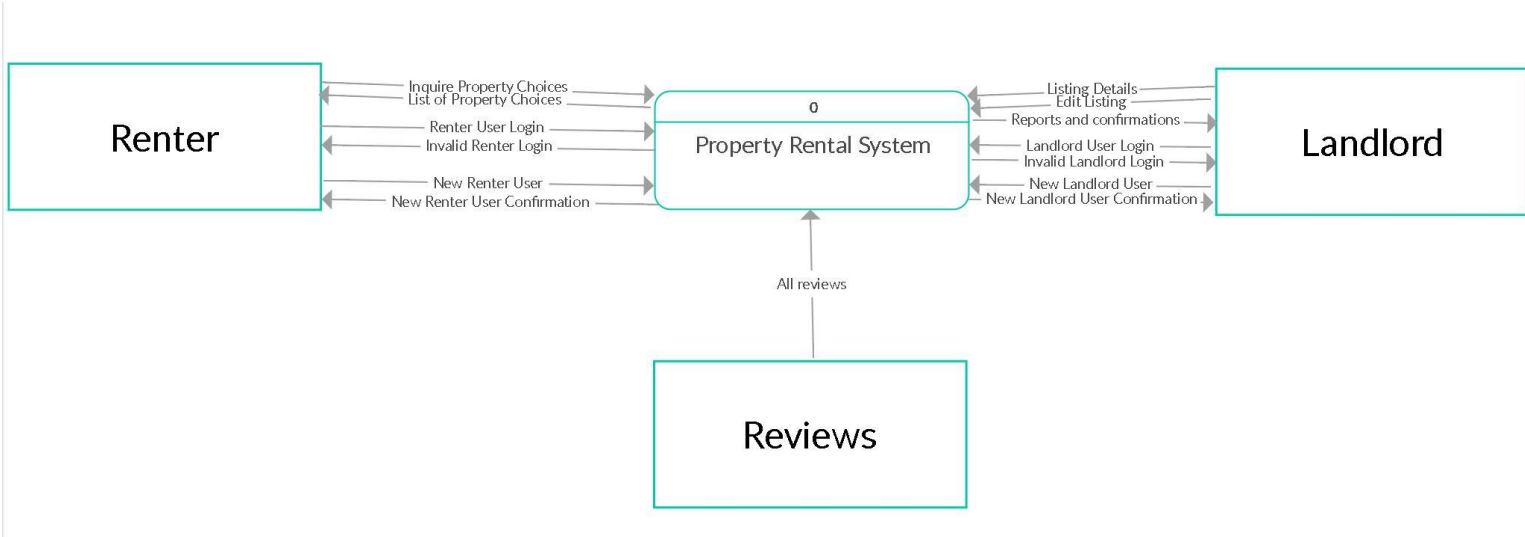 Renter
Inquire Property Choices
List of Property Choices
Renter User Login
Invalid Renter Login
New Renter User
New Renter User Confirmation
0
Property Rental System
Listing Details
Edit Listing
Reports and confirmations
Landlord User Login
Invalid Landlord Login
New Landlord User
New Landlord User Confirmation
Landlord
All reviews
Reviews